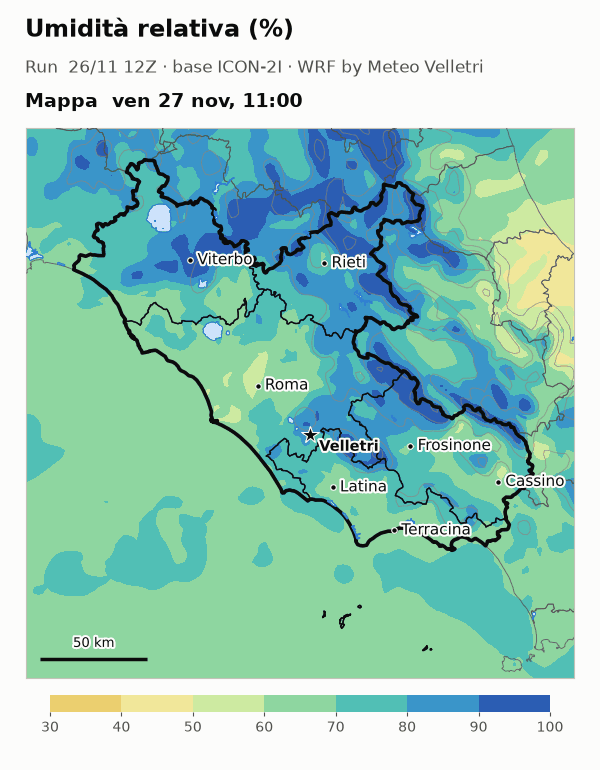 Umidità relativa (%)
Run 26/11 12Z · base ICON-2I · WRF by Meteo Velletri
Mappa ven 27 nov, 11:00
Viterbo
Rieti
Roma
Velletri
Frosinone
Cassino
Latina
Terracina
50 km
30 40 50 60 70 80 90 100